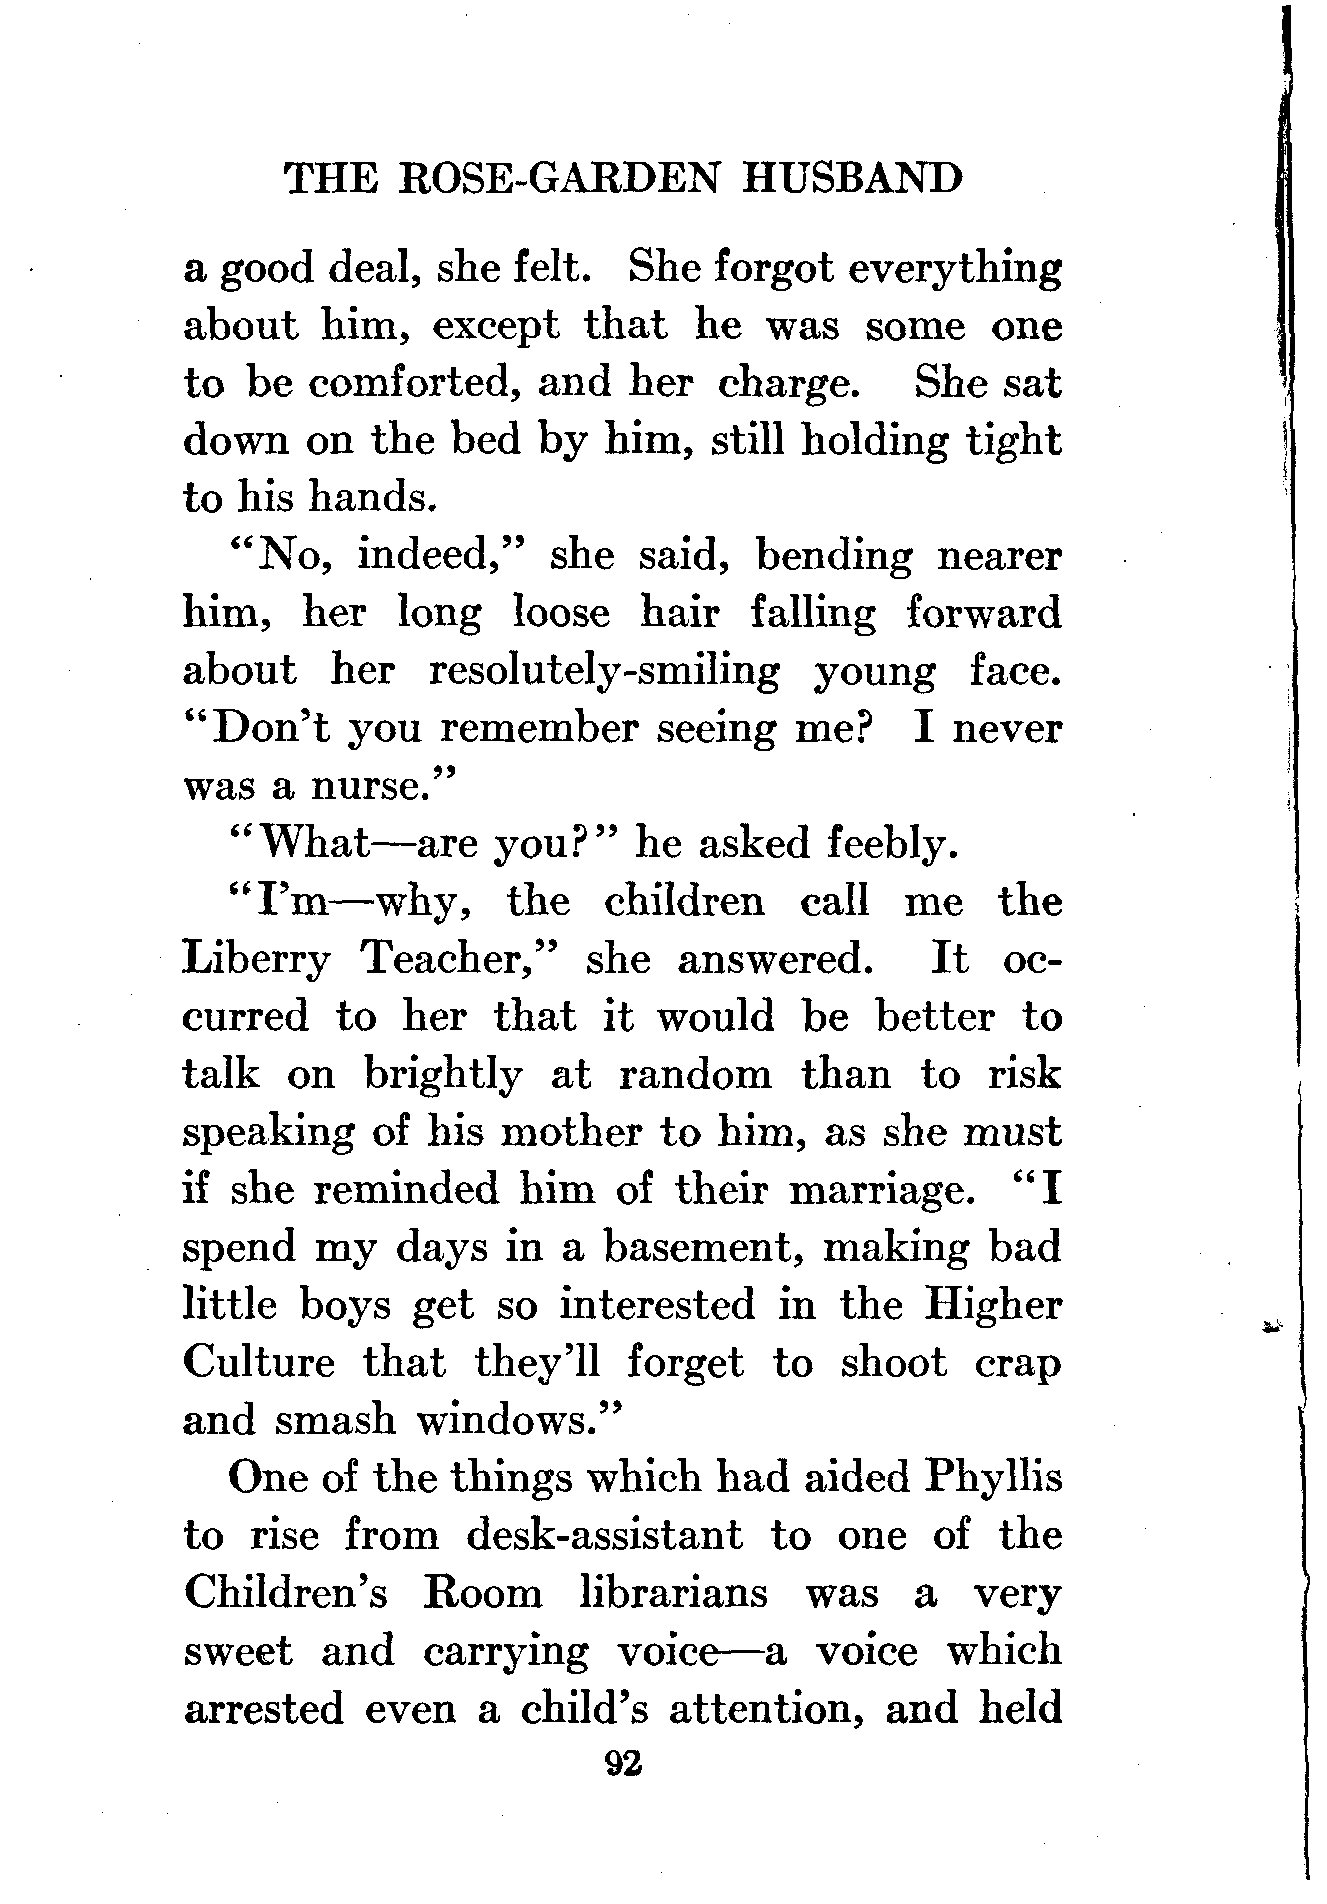 THE ROSE-GARDEN HUSBAND
a good deal, she felt. She forgot everything
about him, except that he was some one
to be comforted, and her charge. She sat
down on the bed by him, still holding tight
to his hands.
“No, indeed,” she said, bending nearer
him, her long loose hair falling forward
about her resolutely-smiling young face.
“Don’t you remember seeing me? I never
was a nurse.”
“What—are you?” he asked feebly.
“I’m—why, the children call me the
Liberry Teacher,” she answered. It oc-
curred to her that it would be better to
talk on brightly at random than to risk
speaking of his mother to him, as she must
if she reminded him of their marriage. “I
spend my days in a basement, making bad
little boys get so interested in the Higher
Culture that they’ll forget to shoot crap
and smash windows.”
One of the things which had aided Phyllis
to rise from desk-assistant to one of the
Children’s Room librarians was a very
sweet and carrying voice—a voice which
arrested even a child’s attention, and held
92